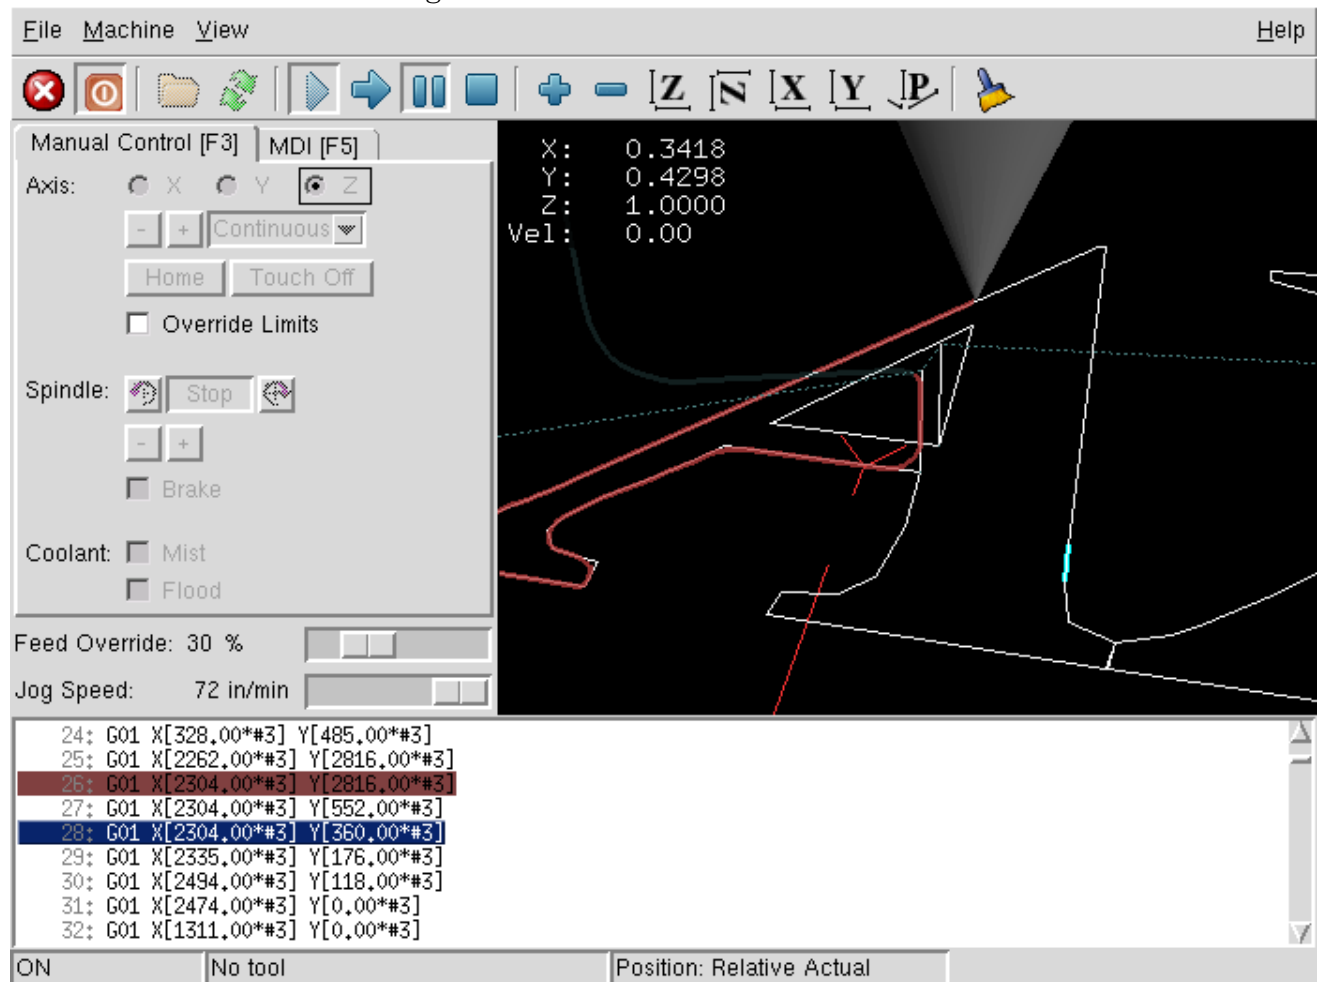 File Machine View Help
Z N X Y P
Manual Control [F3] MDI [F5]
Axis: X Y Z
- + Continuous
Home Touch Off
Override Limits
Spindle: Stop
- +
Brake
Coolant: Mist
Flood
Feed Override: 30 %
Jog Speed: 72 in/min
X: 0.3418
Y: 0.4298
Z: 1.0000
Vel: 0.00
24: G01 X[328.00*#3] Y[485.00*#3]
25: G01 X[2262.00*#3] Y[2816.00*#3]
26: G01 X[2304.00*#3] Y[2816.00*#3]
27: G01 X[2304.00*#3] Y[552.00*#3]
28: G01 X[2304.00*#3] Y[360.00*#3]
29: G01 X[2335.00*#3] Y[176.00*#3]
30: G01 X[2494.00*#3] Y[118.00*#3]
31: G01 X[2474.00*#3] Y[0.00*#3]
32: G01 X[1311.00*#3] Y[0.00*#3]
ON No tool Position: Relative Actual